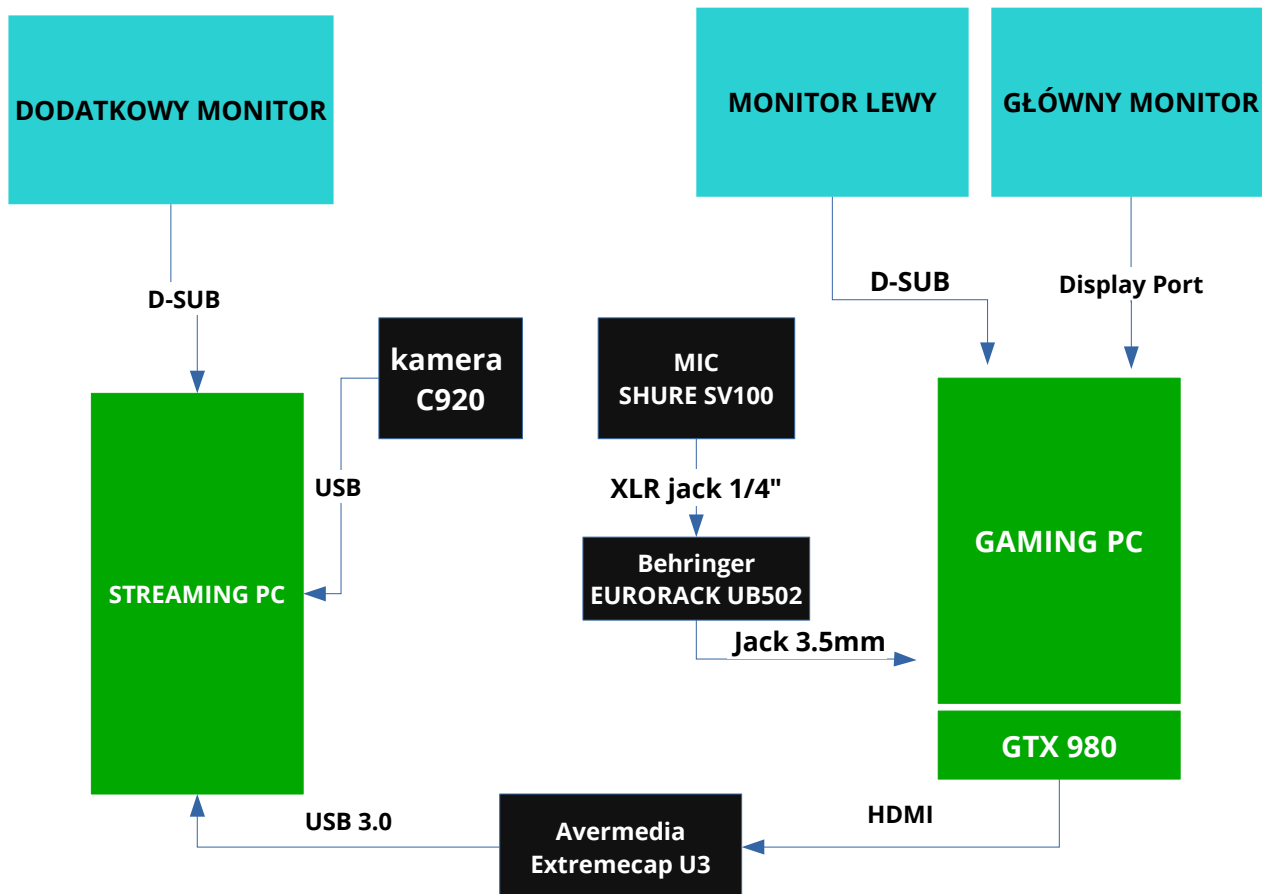 DODATKOWY MONITOR
MONITOR LEWY
GŁÓWNY MONITOR
D-SUB
D-SUB
Display Port
kamera
C920
MIC
SHURE SV100
USB
XLR jack 1/4"
STREAMING PC
Behringer
EURORACK UB502
GAMING PC
Jack 3.5mm
GTX 980
USB 3.0
Avermedia
Extremecap U3
HDMI